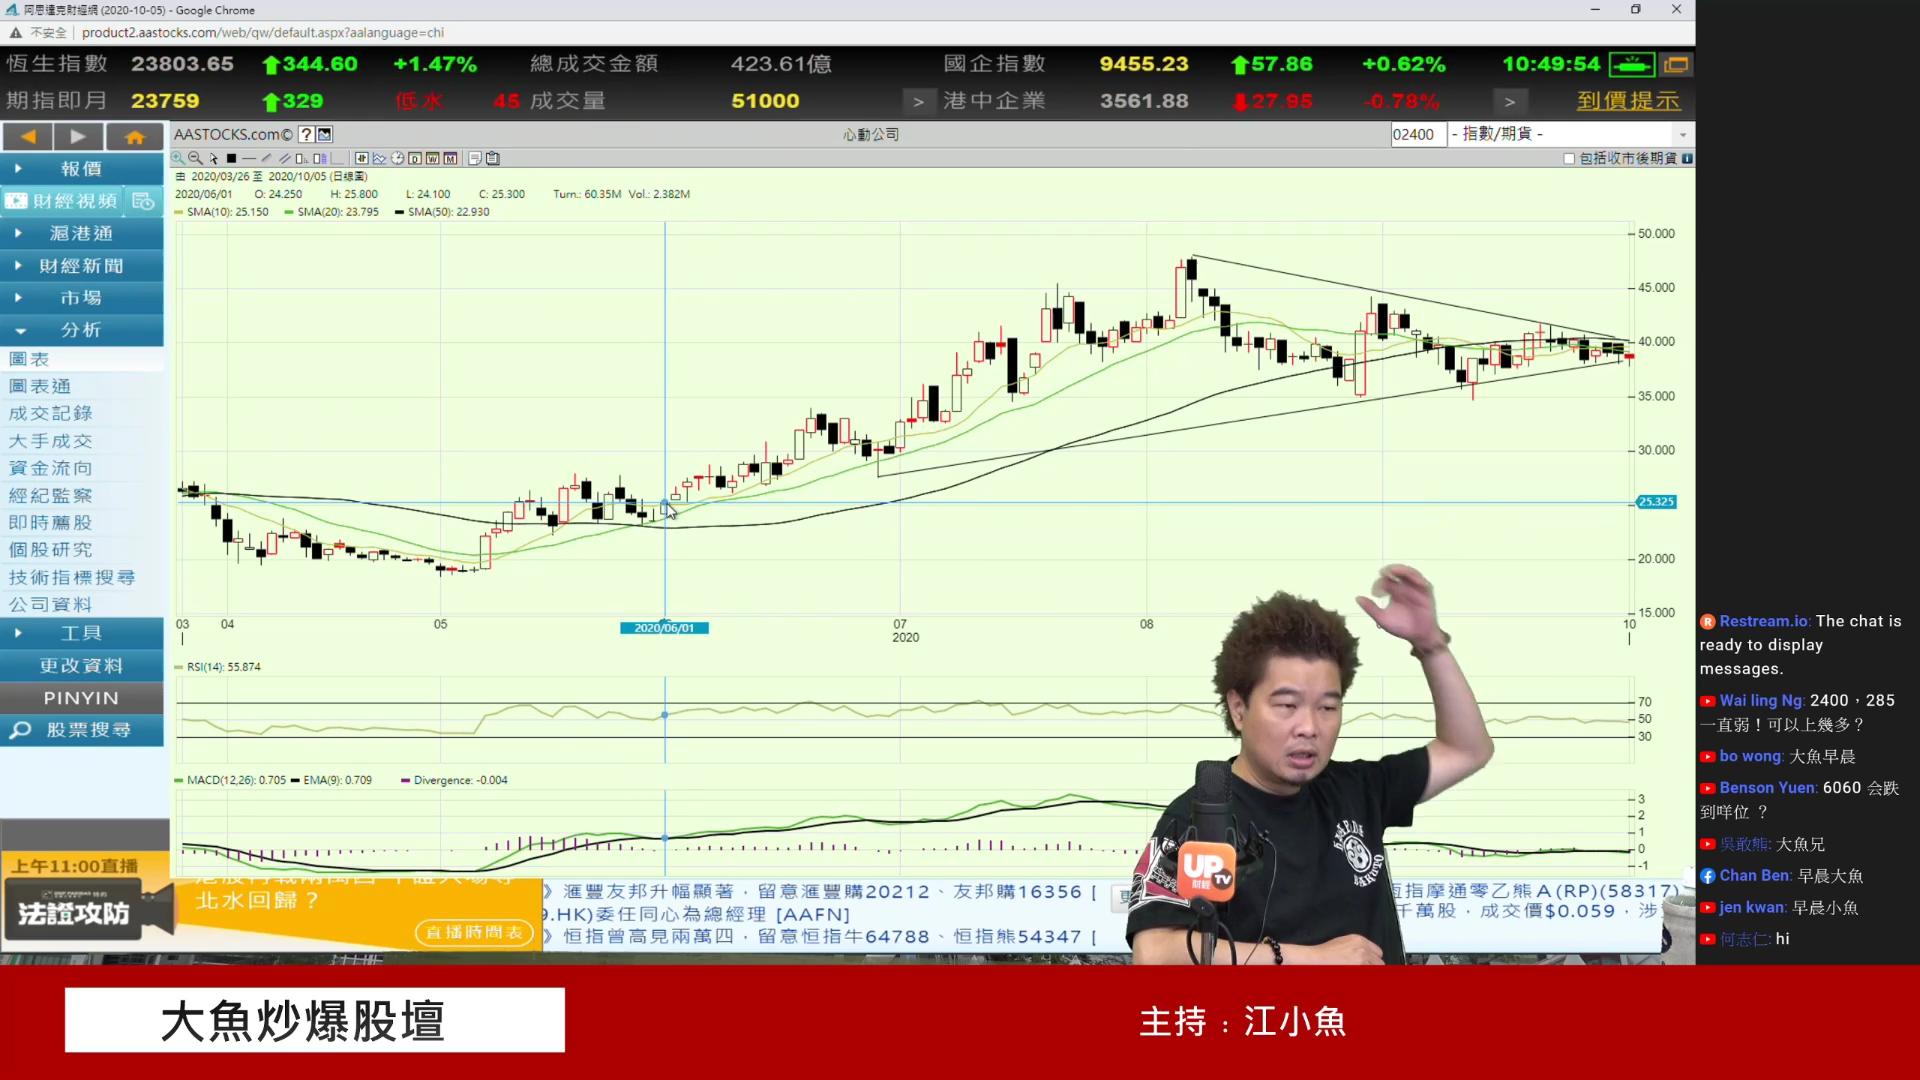 阿思達克財經網 (2020-10-05) - Google Chrome
不安全 | product2.aastocks.com/web/qw/default.aspx?aalanguage=chi
恆生指數 23803.65 344.60 +1.47% 總成交金額 423.61億 國企指數 9455.23 57.86 +0.62% 10:49:54
期指即月 23759 329 低水 45 成交量 51000 > 港中企業 3561.88 27.95 -0.78% > 到價提示
AASTOCKS.com© ? 心動公司 02400 - 指數/期貨 -
包括收市後期貨
由 2020/03/26 至 2020/10/05 (日線圖)
2020/06/01 O: 24.250 H: 25.800 L: 24.100 C: 25.300 Turn.: 60.35M Vol.: 2.382M
SMA(10): 25.150 SMA(20): 23.795 SMA(50): 22.930
報價
財經視頻
滬港通
財經新聞
市場
分析
圖表
圖表通
成交記錄
大手成交
資金流向
經紀監察
即時薦股
個股研究
技術指標搜尋
公司資料
工具
更改資料
PINYIN
股票搜尋
50.000
45.000
40.000
35.000
30.000
25.325
20.000
15.000
03 04 05 2020/06/01 07 08 10
2020
RSI(14): 55.874
70
50
30
MACD(12,26): 0.705 EMA(9): 0.709 Divergence: -0.004
3
2
1
0
-1
上午11:00直播
法證攻防
北水回歸？
直播時間表
》滙豐友邦升幅顯著，留意滙豐購20212、友邦購16356 [
9.HK)委任同心為總經理 [AAFN]
》恒指曾高見兩萬四，留意恒指牛64788、恒指熊54347 [
恆指摩通零乙熊A(RP)(58317)
千萬股，成交價$0.059，涉
UP
財經 TV
Restream.io: The chat is
ready to display
messages.
Wai ling Ng: 2400，285
一直弱！可以上幾多？
bo wong: 大魚早晨
Benson Yuen: 6060 会跌
到咩位 ？
吳敢熊: 大魚兄
Chan Ben: 早晨大魚
jen kwan: 早晨小魚
何志仁: hi
大魚炒爆股壇
主持：江小魚